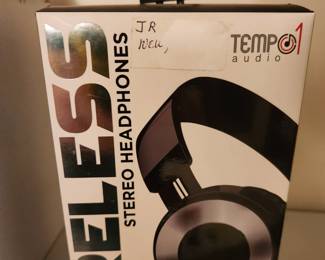 RELESS
STEREO HEADPHONES
JR
TEMPO1
audio